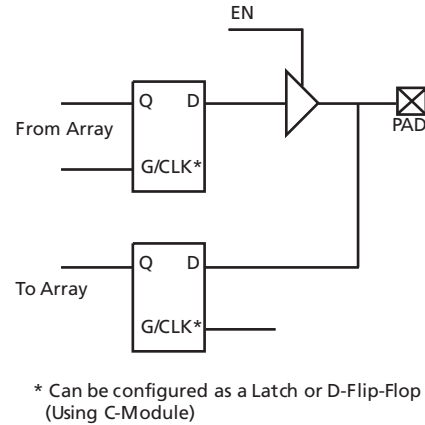 EN
Q D
From Array
PAD
G/CLK*
Q D
To Array
G/CLK*
* Can be configured as a Latch or D-Flip-Flop
(Using C-Module)